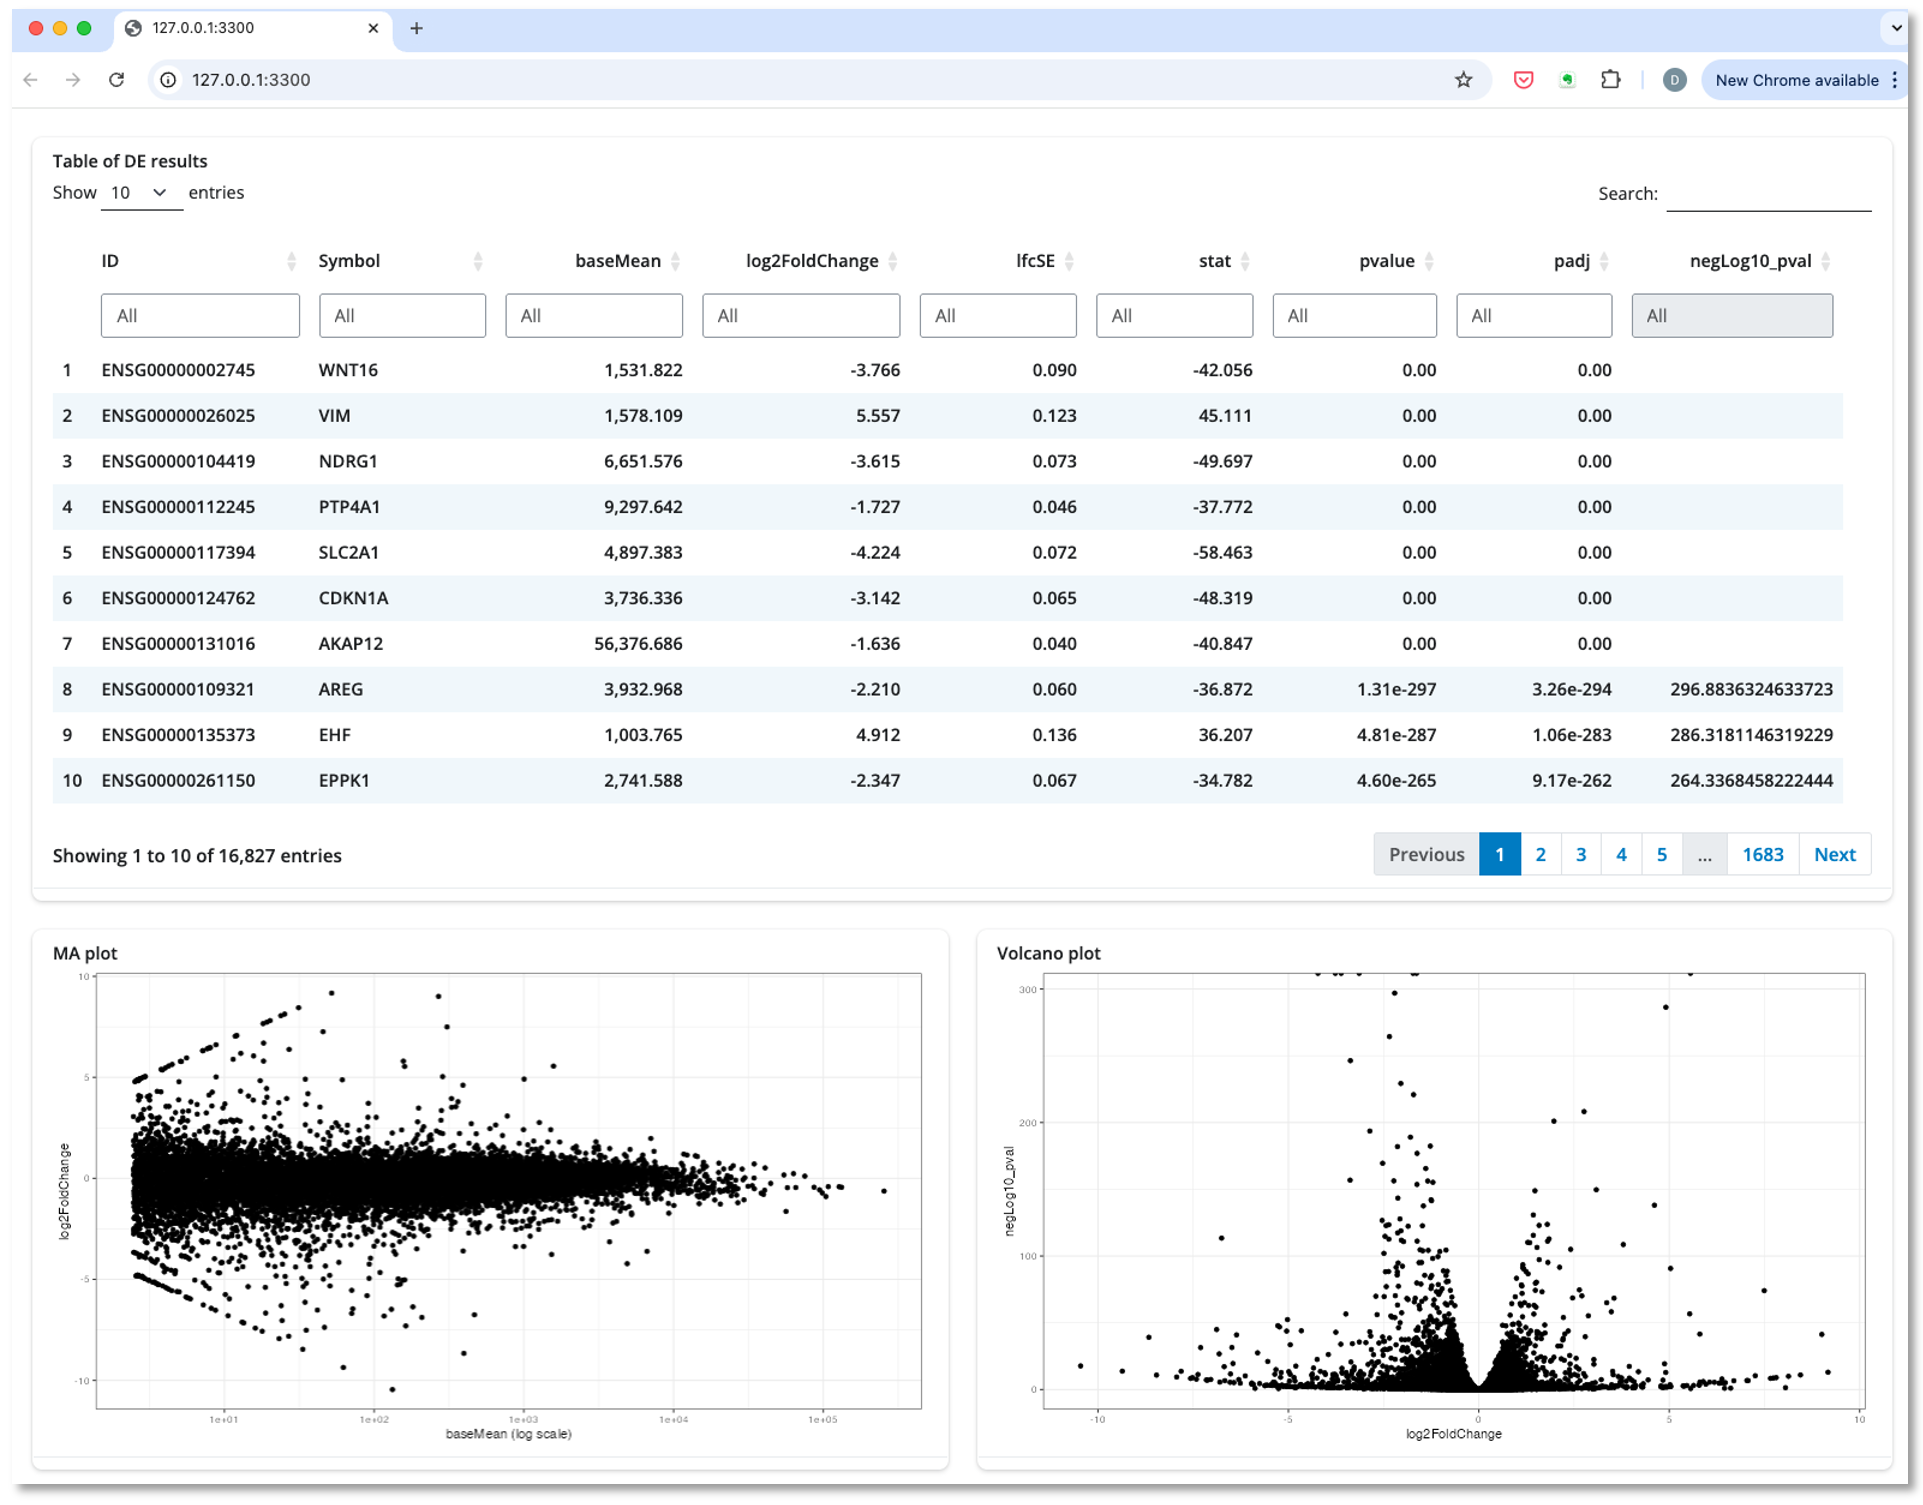 127.0.0.1:3300
127.0.0.1:3300
D
New Chrome available
Table of DE results
Show 10 entries
Search:
ID Symbol baseMean log2FoldChange lfcSE stat pvalue padj negLog10_pval
All All All All All All All All All
1 ENSG00000002745 WNT16 1,531.822 -3.766 0.090 -42.056 0.00 0.00
2 ENSG00000026025 VIM 1,578.109 5.557 0.123 45.111 0.00 0.00
3 ENSG00000104419 NDRG1 6,651.576 -3.615 0.073 -49.697 0.00 0.00
4 ENSG00000112245 PTP4A1 9,297.642 -1.727 0.046 -37.772 0.00 0.00
5 ENSG00000117394 SLC2A1 4,897.383 -4.224 0.072 -58.463 0.00 0.00
6 ENSG00000124762 CDKN1A 3,736.336 -3.142 0.065 -48.319 0.00 0.00
7 ENSG00000131016 AKAP12 56,376.686 -1.636 0.040 -40.847 0.00 0.00
8 ENSG00000109321 AREG 3,932.968 -2.210 0.060 -36.872 1.31e-297 3.26e-294 296.8836324633723
9 ENSG00000135373 EHF 1,003.765 4.912 0.136 36.207 4.81e-287 1.06e-283 286.3181146319229
10 ENSG00000261150 EPPK1 2,741.588 -2.347 0.067 -34.782 4.60e-265 9.17e-262 264.3368458222444
Showing 1 to 10 of 16,827 entries
Previous 1 2 3 4 5 ... 1683 Next
MA plot
10
5
0
-5
-10
log2FoldChange
1e+01 1e+02 1e+03 1e+04 1e+05
baseMean (log scale)
Volcano plot
300
200
100
0
negLog10_pval
-10 -5 0 5 10
log2FoldChange